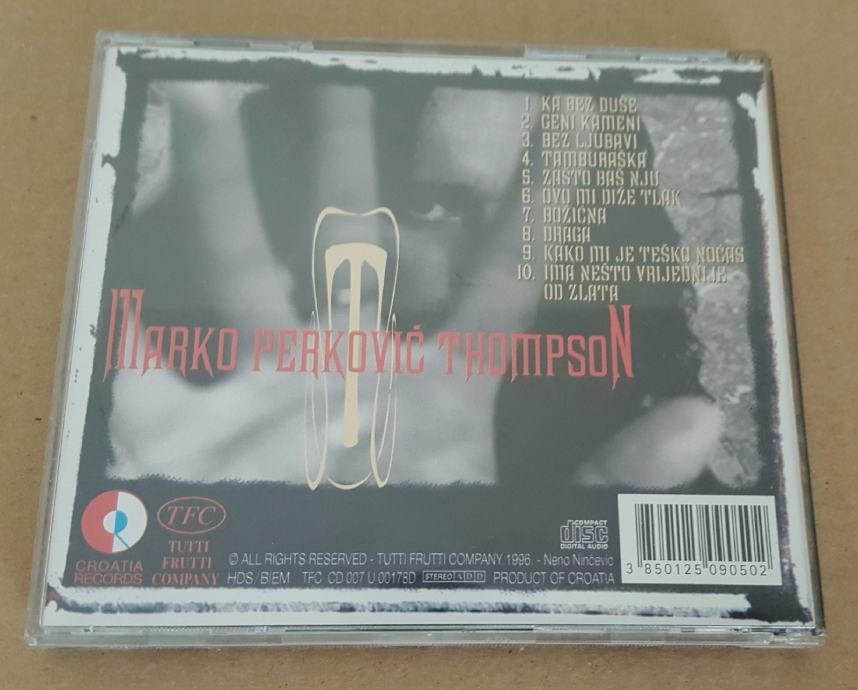 1. KA BEZ DUŠE
2. GENI KAMENI
3. BEZ LJUBAVI
4. TAMBURAŠKA
5. ZAŠTO BAŠ NJU
6. OVO MI DIŽE TLAK
7. BOŽIĆNA
8. DRAGA
9. KAKO MI JE TEŠKO NOĆAS
10. IMA NEŠTO VRIJEDNIJE
OD ZLATA
MARKO PERKOVIĆ THOMPSON
CROATIA
RECORDS
TFC
TUTTI
FRUTTI
COMPANY
© ALL RIGHTS RESERVED - TUTTI FRUTTI COMPANY 1996. - Neno Ninčević
HDS/BIEM TFC CD 007 U 00176D STEREO ADD PRODUCT OF CROATIA
COMPACT
disc
DIGITAL AUDIO
3 850125 090502